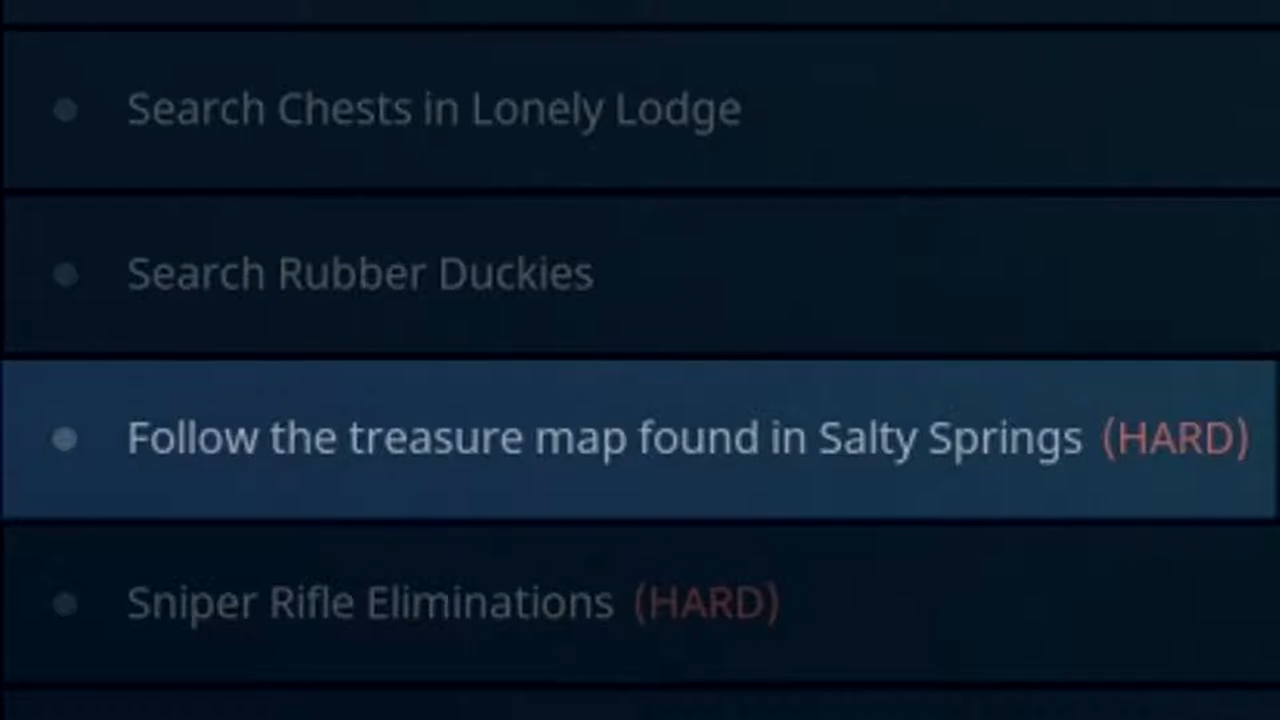 Search Chests in Lonely Lodge
Search Rubber Duckies
Follow the treasure map found in Salty Springs (HARD)
Sniper Rifle Eliminations (HARD)